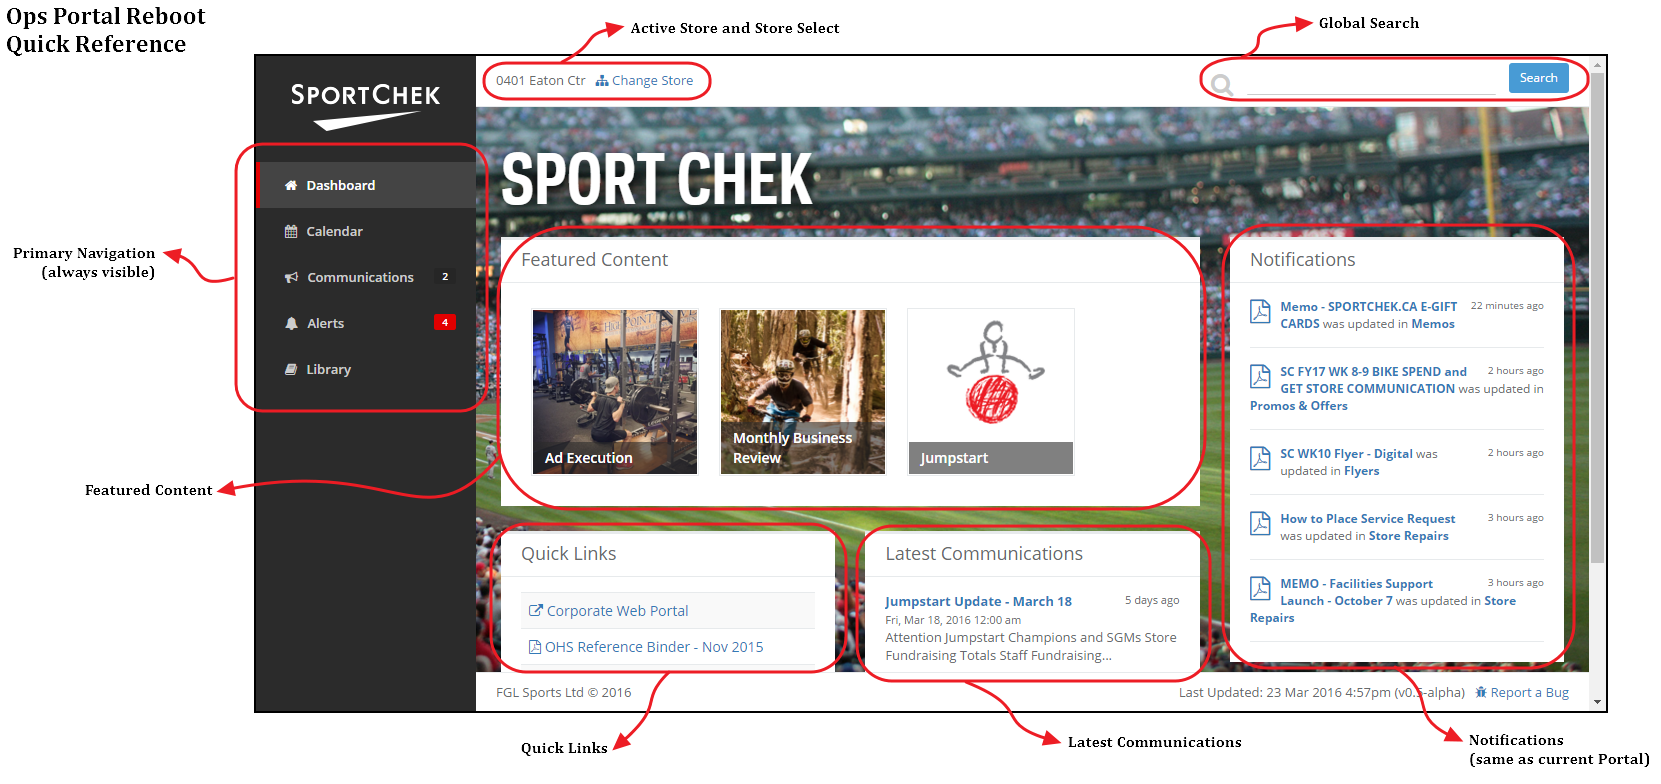 Ops Portal Reboot
Quick Reference
Active Store and Store Select
Global Search
SPORTCHEK
0401 Eaton Ctr Change Store
Search
SPORT CHEK
Primary Navigation
(always visible)
Dashboard
Calendar
Communications 2
Alerts 4
Library
Featured Content
Featured Content
Ad Execution
Monthly Business
Review
Jumpstart
Notifications
Memo - SPORTCHEK.CA E-GIFT 22 minutes ago
CARDS was updated in Memos
SC FY17 WK 8-9 BIKE SPEND and 2 hours ago
GET STORE COMMUNICATION was updated in
Promos & Offers
SC WK10 Flyer - Digital was 2 hours ago
updated in Flyers
How to Place Service Request 3 hours ago
was updated in Store Repairs
MEMO - Facilities Support 3 hours ago
Launch - October 7 was updated in Store
Repairs
Quick Links
Corporate Web Portal
OHS Reference Binder - Nov 2015
Latest Communications
Jumpstart Update - March 18 5 days ago
Fri, Mar 18, 2016 12:00 am
Attention Jumpstart Champions and SGMs Store
Fundraising Totals Staff Fundraising...
FGL Sports Ltd © 2016
Last Updated: 23 Mar 2016 4:57pm (v0.5-alpha) Report a Bug
Quick Links
Latest Communications
Notifications
(same as current Portal)